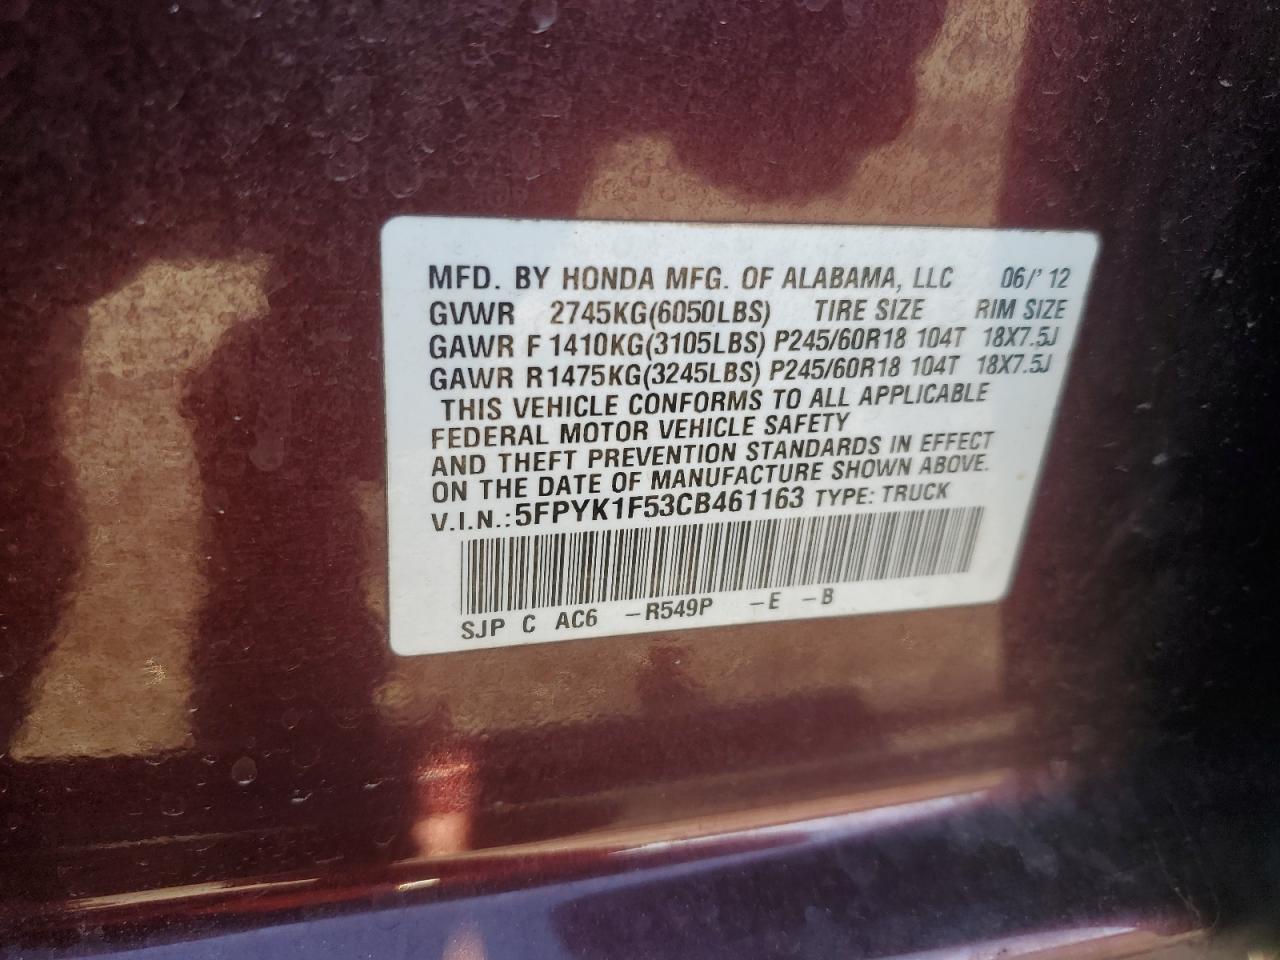 MFD. BY HONDA MFG. OF ALABAMA, LLC 06/' 12
GVWR 2745KG(6050LBS) TIRE SIZE RIM SIZE
GAWR F 1410KG(3105LBS) P245/60R18 104T 18X7.5J
GAWR R1475KG(3245LBS) P245/60R18 104T 18X7.5J
THIS VEHICLE CONFORMS TO ALL APPLICABLE
FEDERAL MOTOR VEHICLE SAFETY
AND THEFT PREVENTION STANDARDS IN EFFECT
ON THE DATE OF MANUFACTURE SHOWN ABOVE.
V.I.N.:5FPYK1F53CB461163 TYPE: TRUCK
SJP C AC6 –R549P –E –B